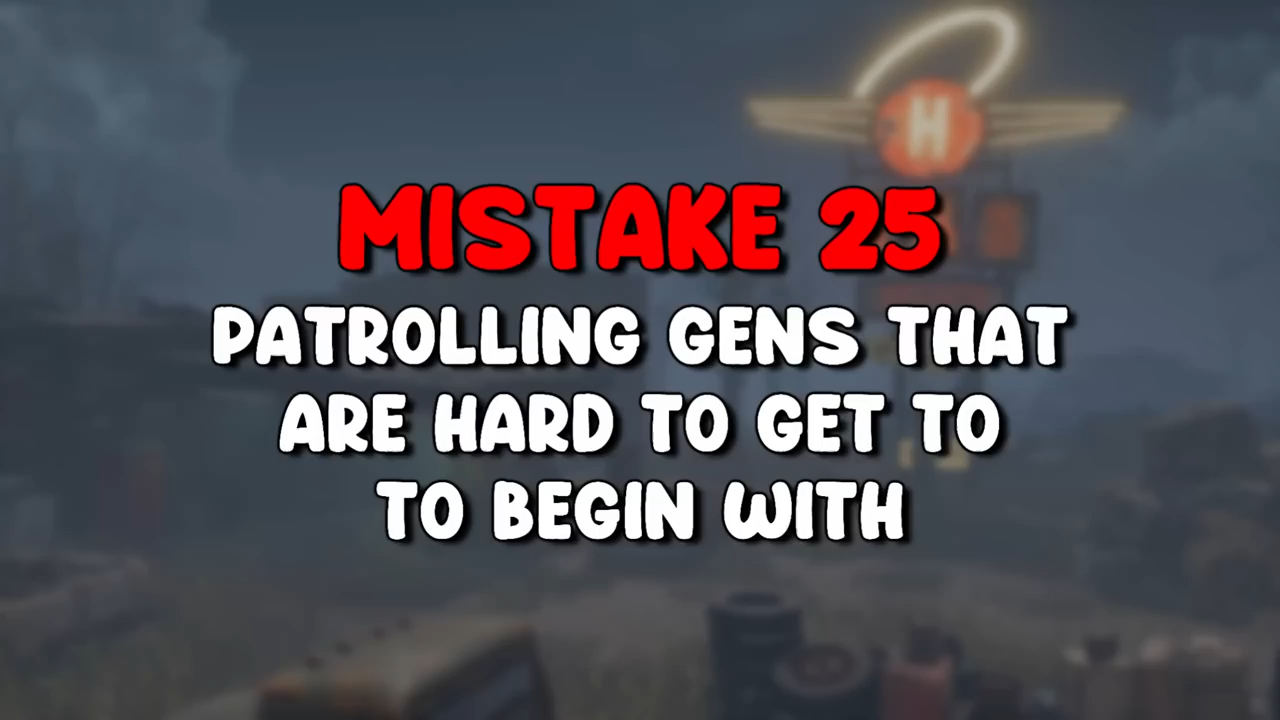 H
MISTAKE 25
PATROLLING GENS THAT
ARE HARD TO GET TO
TO BEGIN WITH